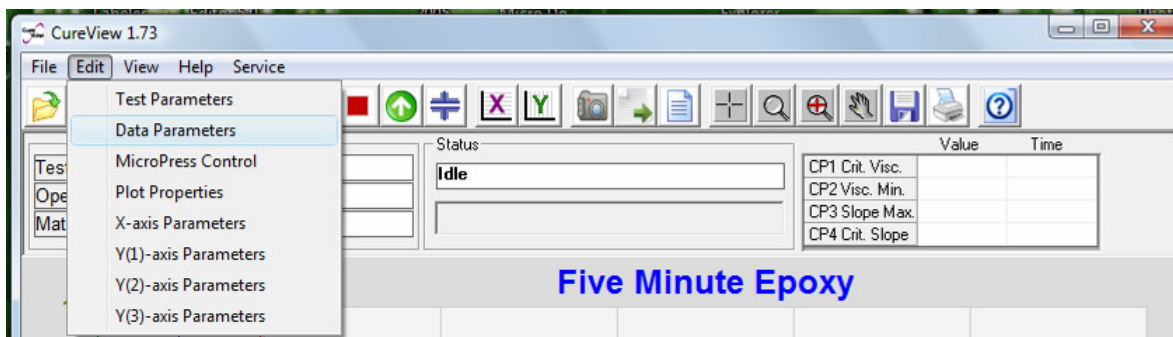 CureView 1.73
File Edit View Help Service
Test Parameters
Data Parameters
MicroPress Control
Plot Properties
X-axis Parameters
Y(1)-axis Parameters
Y(2)-axis Parameters
Y(3)-axis Parameters
X Y
Tes
Ope
Mat
Status
Idle
Value Time
CP1 Crit. Visc.
CP2 Visc. Min.
CP3 Slope Max.
CP4 Crit. Slope
Five Minute Epoxy